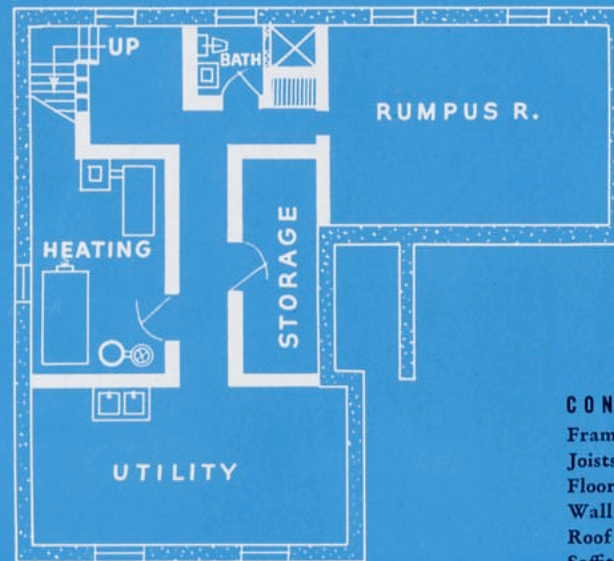 UP
BATH
RUMPUS R.
HEATING
STORAGE
UTILITY
CON
Fram
Joists
Floor
Wall
Roof